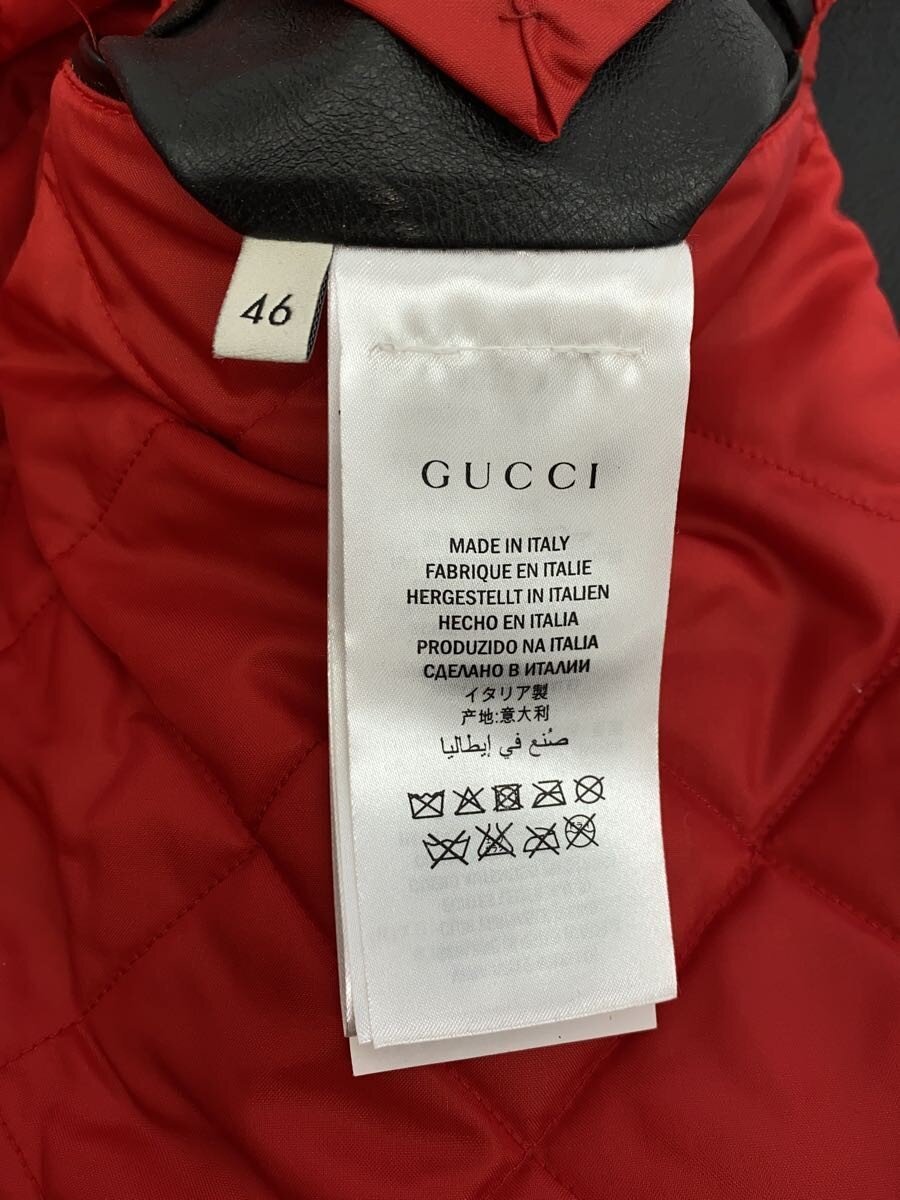 46
GUCCI
MADE IN ITALY
FABRIQUE EN ITALIE
HERGESTELLT IN ITALIEN
HECHO EN ITALIA
PRODUZIDO NA ITALIA
СДЕЛАНО В ИТАЛИИ
イタリア製
产地:意大利
صُنع في إيطاليا